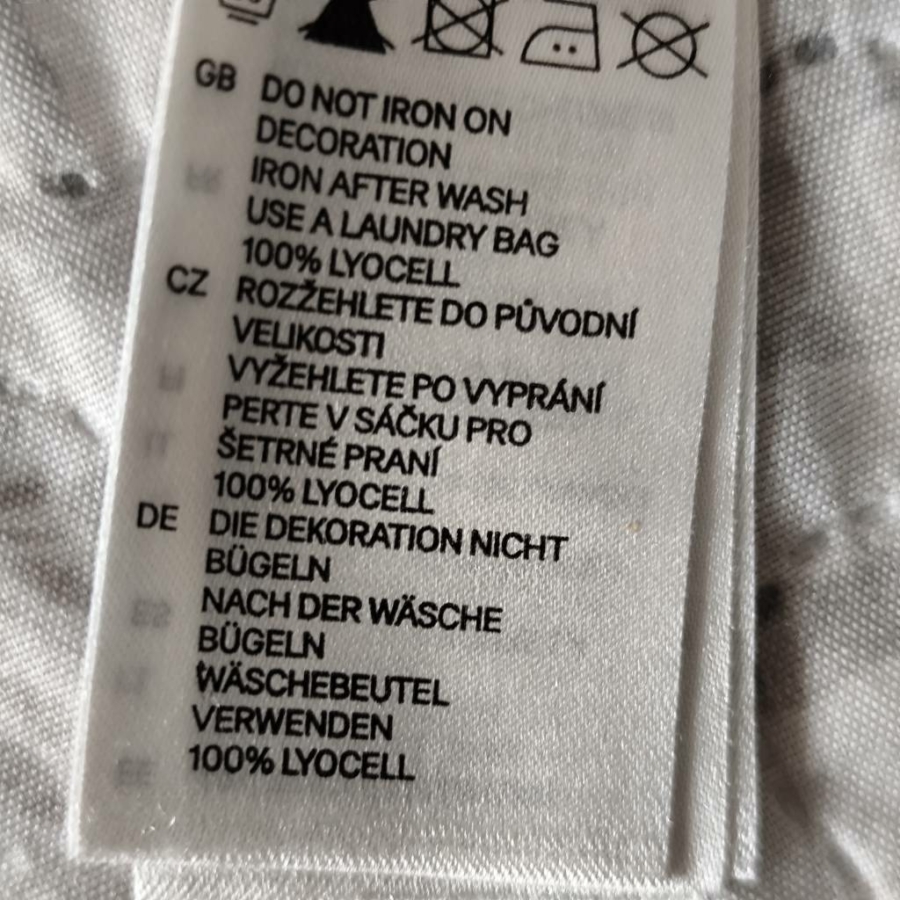 GB DO NOT IRON ON
DECORATION
IRON AFTER WASH
USE A LAUNDRY BAG
100% LYOCELL
CZ ROZŽEHLETE DO PŮVODNÍ
VELIKOSTI
VYŽEHLETE PO VYPRÁNÍ
PERTE V SÁČKU PRO
ŠETRNÉ PRANÍ
100% LYOCELL
DE DIE DEKORATION NICHT
BÜGELN
NACH DER WÄSCHE
BÜGELN
WÄSCHEBEUTEL
VERWENDEN
100% LYOCELL